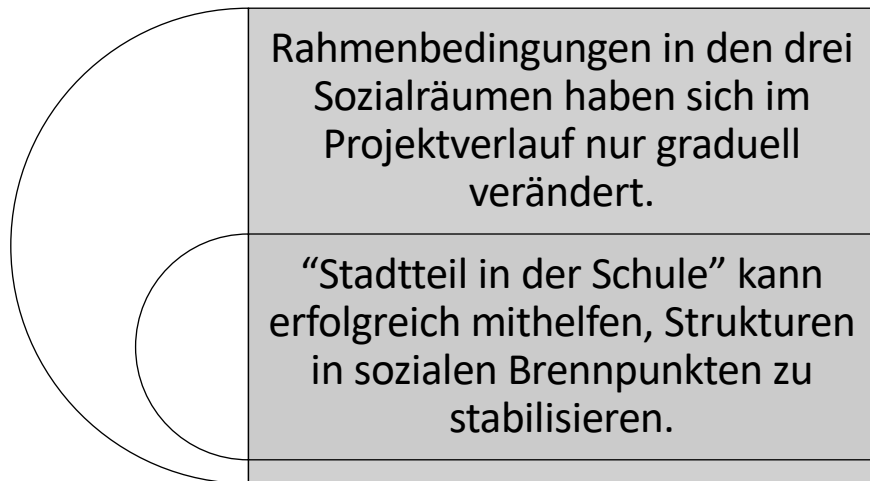 Rahmenbedingungen in den drei
Sozialräumen haben sich im
Projektverlauf nur graduell
verändert.
“Stadtteil in der Schule” kann
erfolgreich mithelfen, Strukturen
in sozialen Brennpunkten zu
stabilisieren.